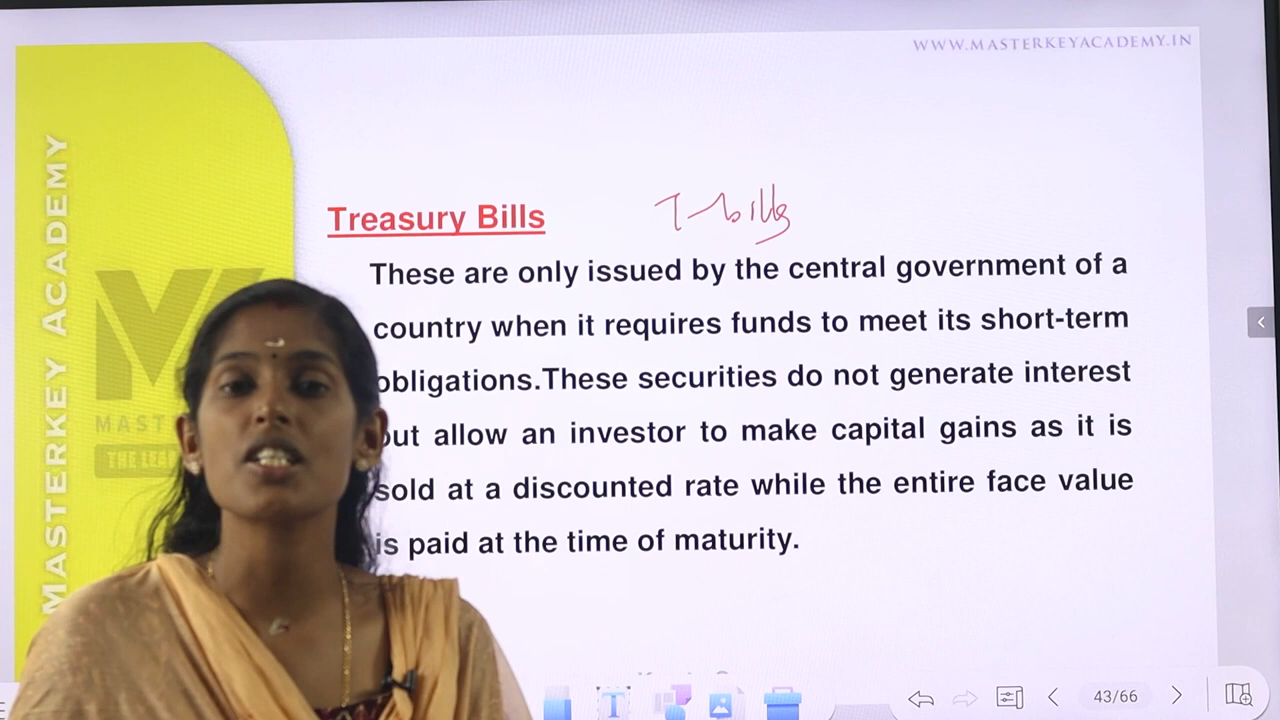 WWW.MASTERKEYACADEMY.IN
MASTERKEY ACADEMY
Treasury Bills T-bills
These are only issued by the central government of a
country when it requires funds to meet its short-term
obligations.These securities do not generate interest
but allow an investor to make capital gains as it is
sold at a discounted rate while the entire face value
is paid at the time of maturity.
MAST
THE LEA
43/66